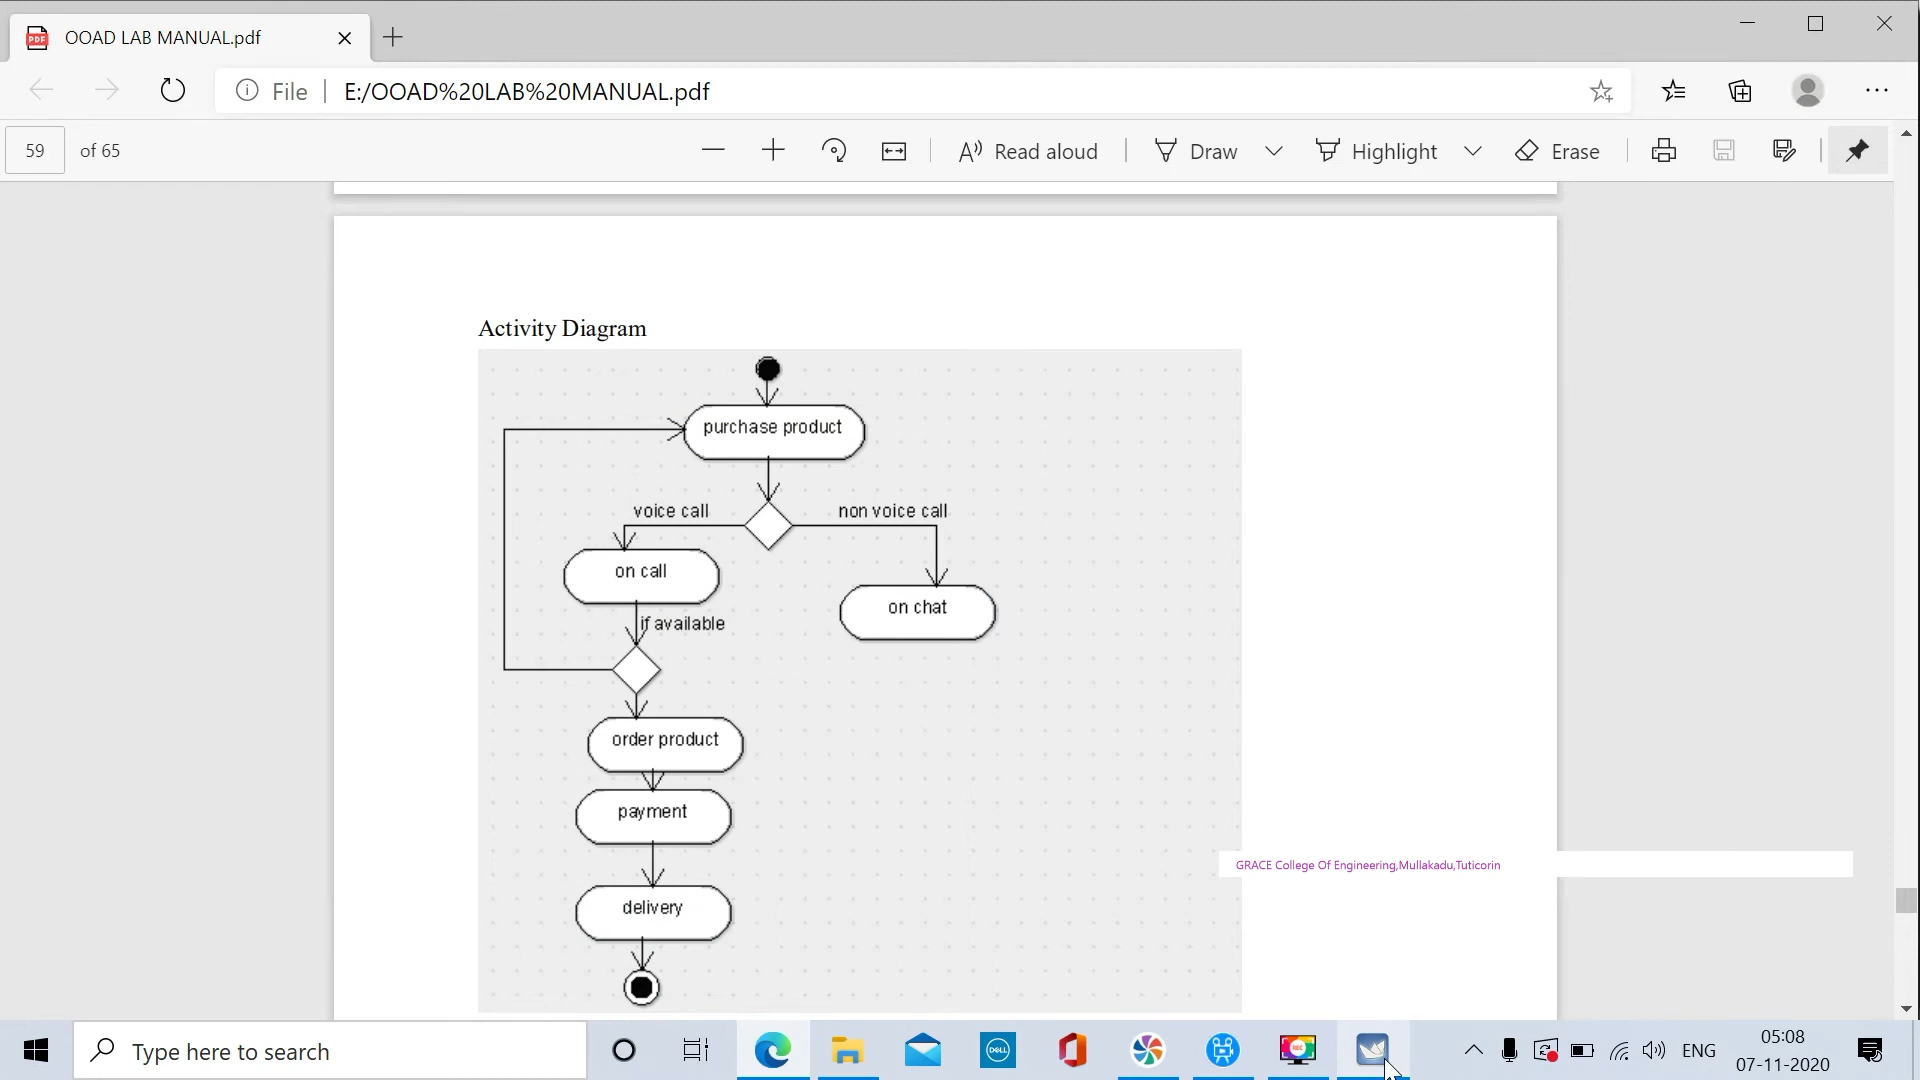 OOAD LAB MANUAL.pdf
File
E:/OOAD%20LAB%20MANUAL.pdf
59 of 65
Read aloud
Draw
Highlight
Erase
Activity Diagram
purchase product
voice call
non voice call
on call
on chat
if available
order product
payment
GRACE College Of Engineering,Mullakadu,Tuticorin
delivery
Type here to search
DELL
REC
ENG
05:08
07-11-2020